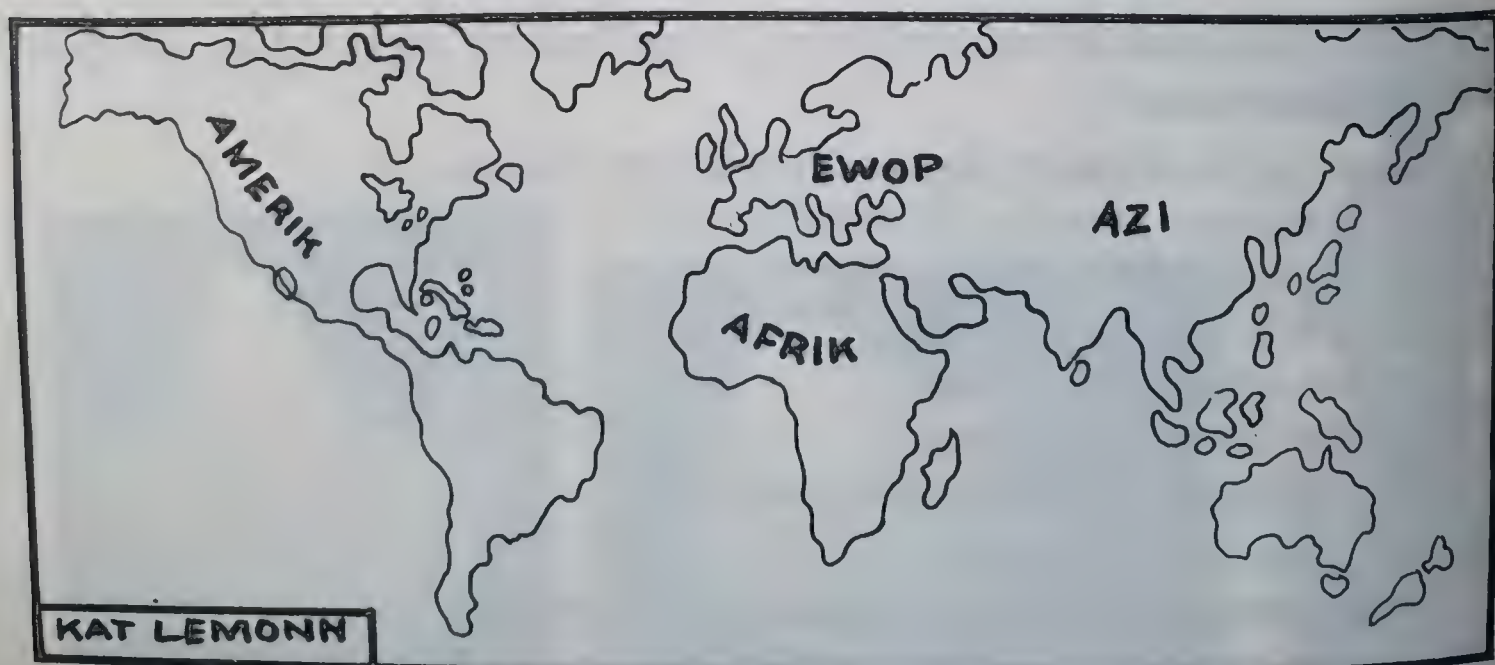 AMERIK
EWOP
AZI
AFRIK
KAT LEMONN